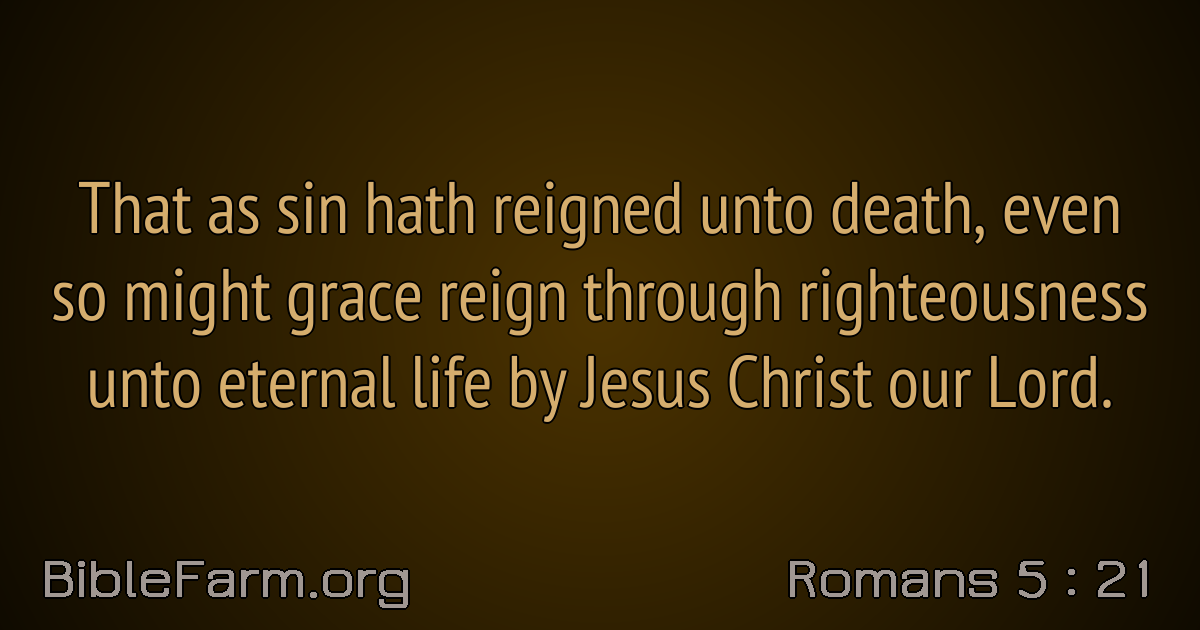 That as sin hath reigned unto death, even
so might grace reign through righteousness
unto eternal life by Jesus Christ our Lord.
BibleFarm.org
Romans 5 : 21